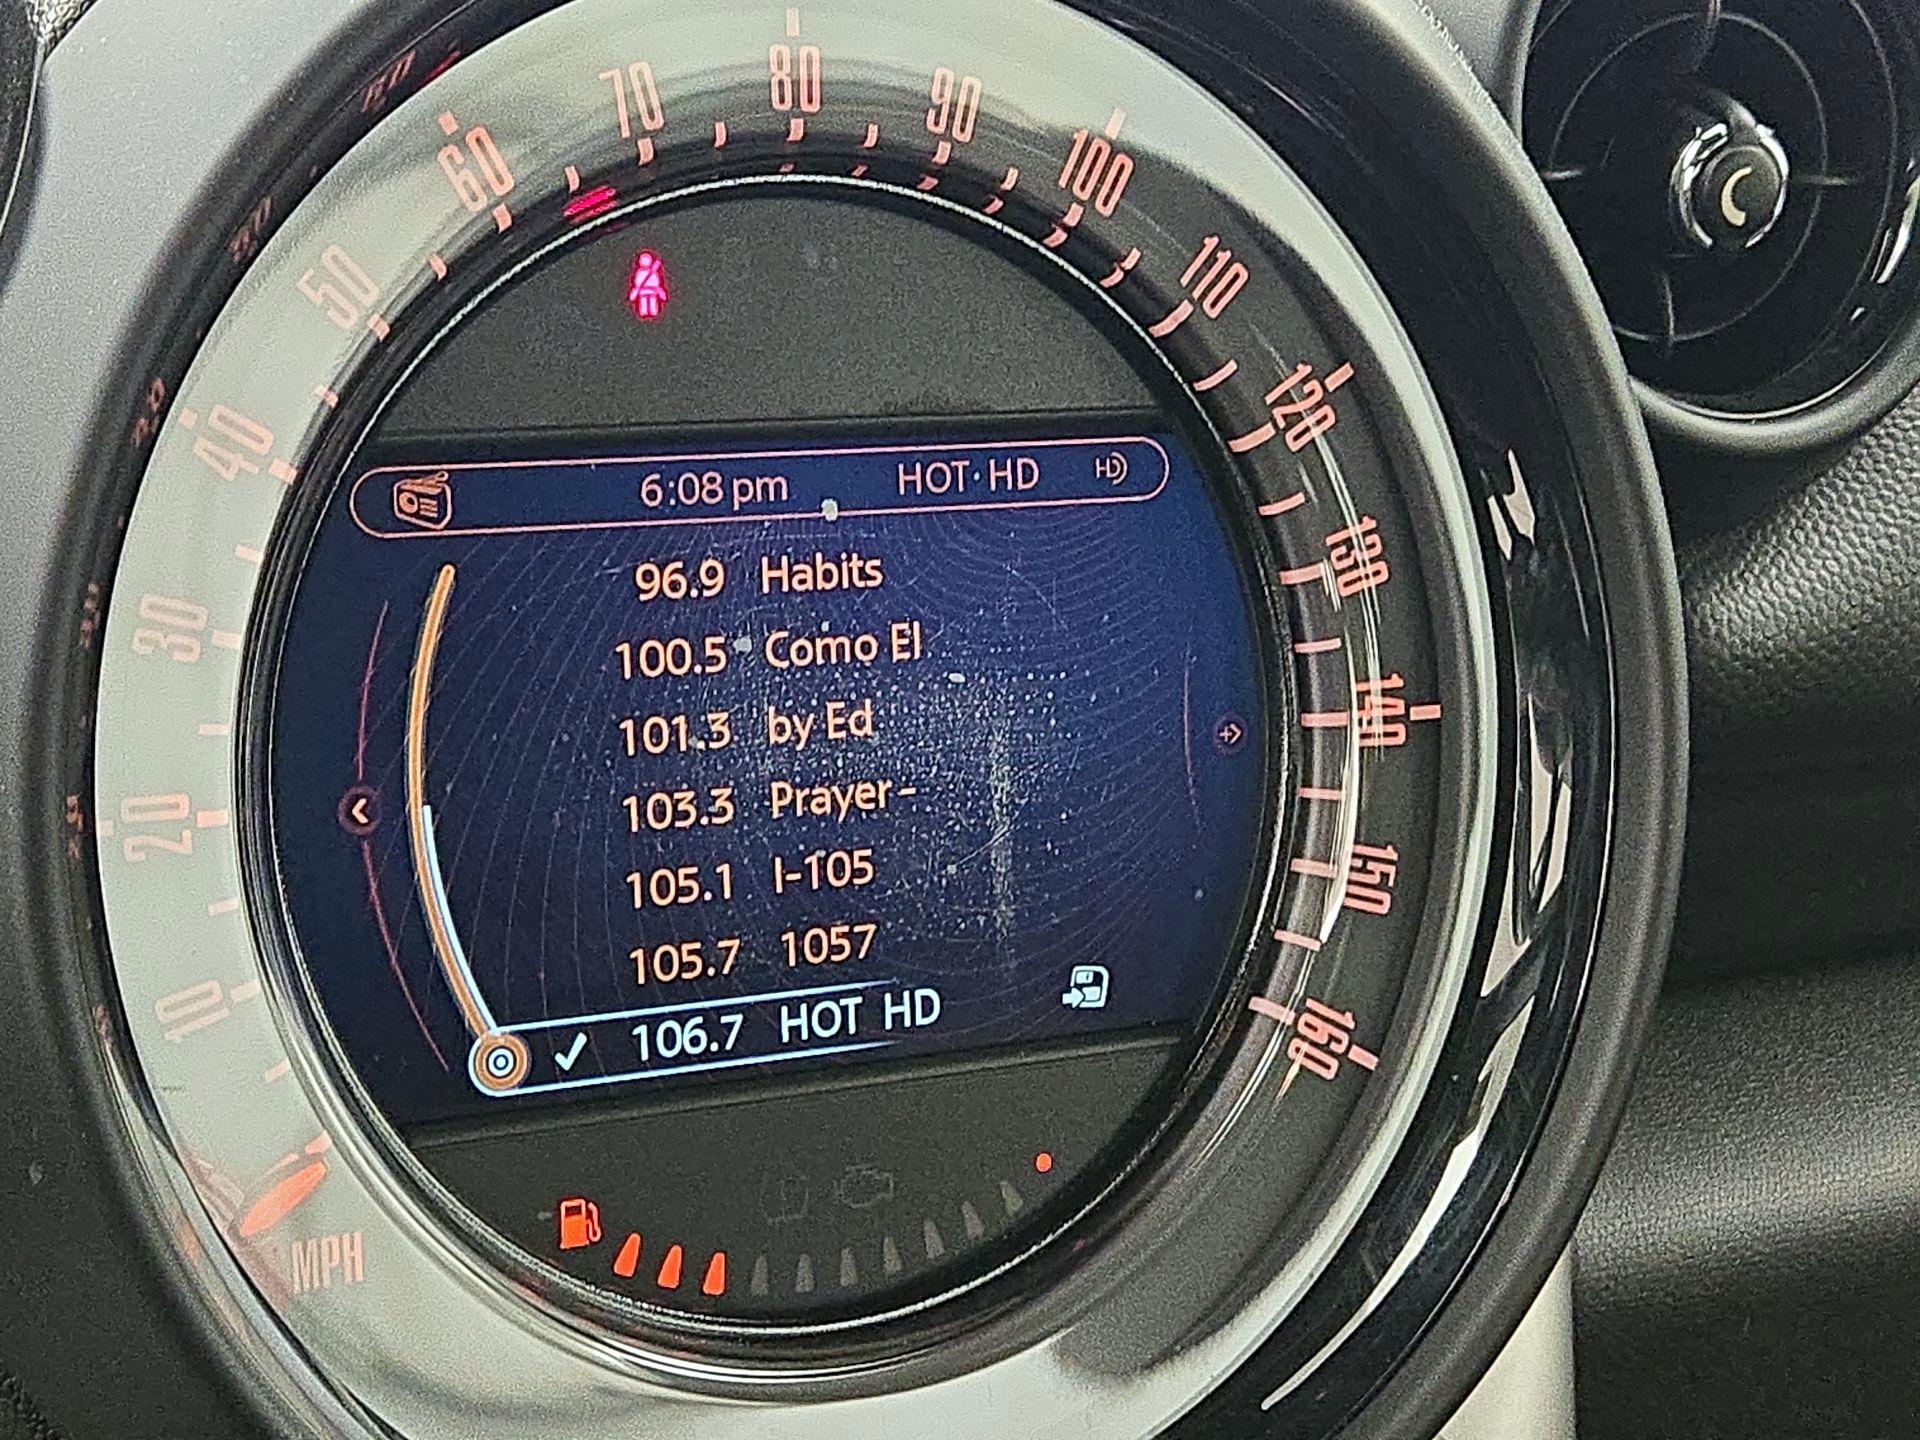 60
70
80
90
100
50
110
40
120
6:08 pm HOT HD HD
96.9 Habits
130
30
100.5 Como El
101.3 by Ed
140
103.3 Prayer-
20
105.1 I-105
150
105.7 1057
10
106.7 HOT HD
160
MPH